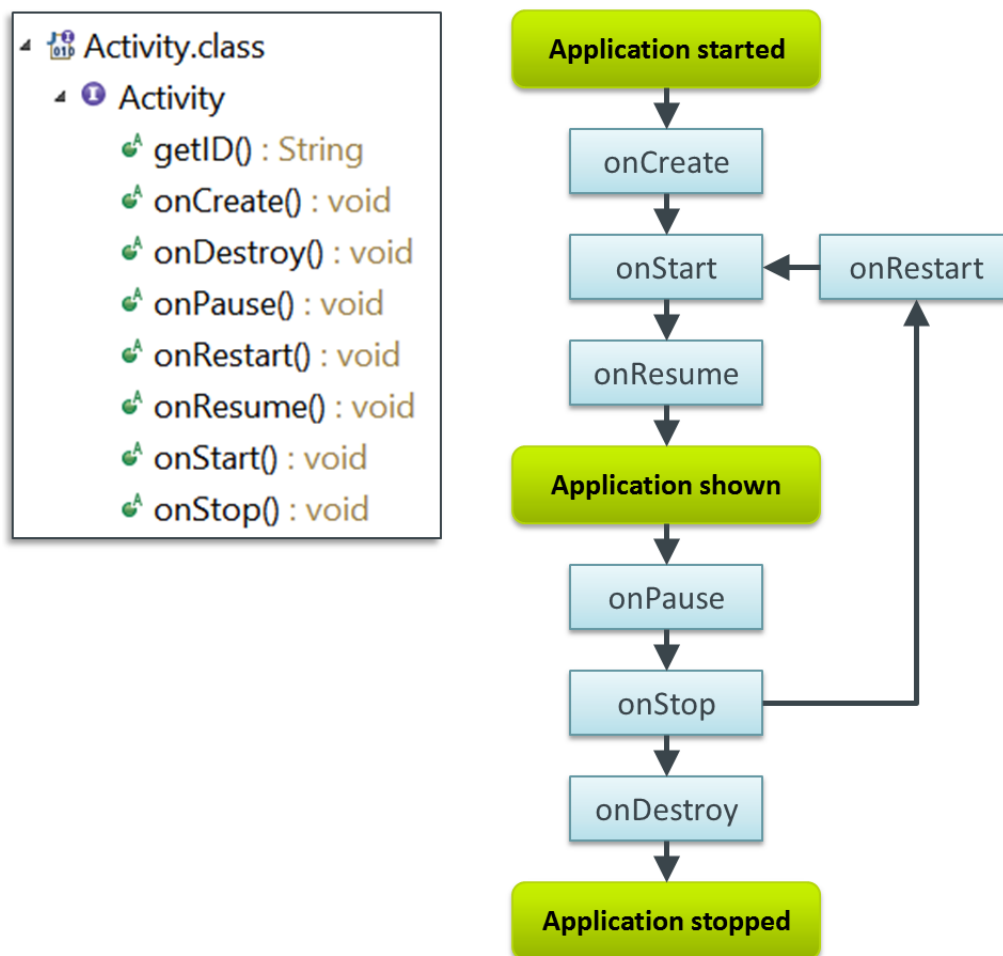 Activity.class
Activity
getID() : String
onCreate() : void
onDestroy() : void
onPause() : void
onRestart() : void
onResume() : void
onStart() : void
onStop() : void
Application started
onCreate
onStart
onRestart
onResume
Application shown
onPause
onStop
onDestroy
Application stopped